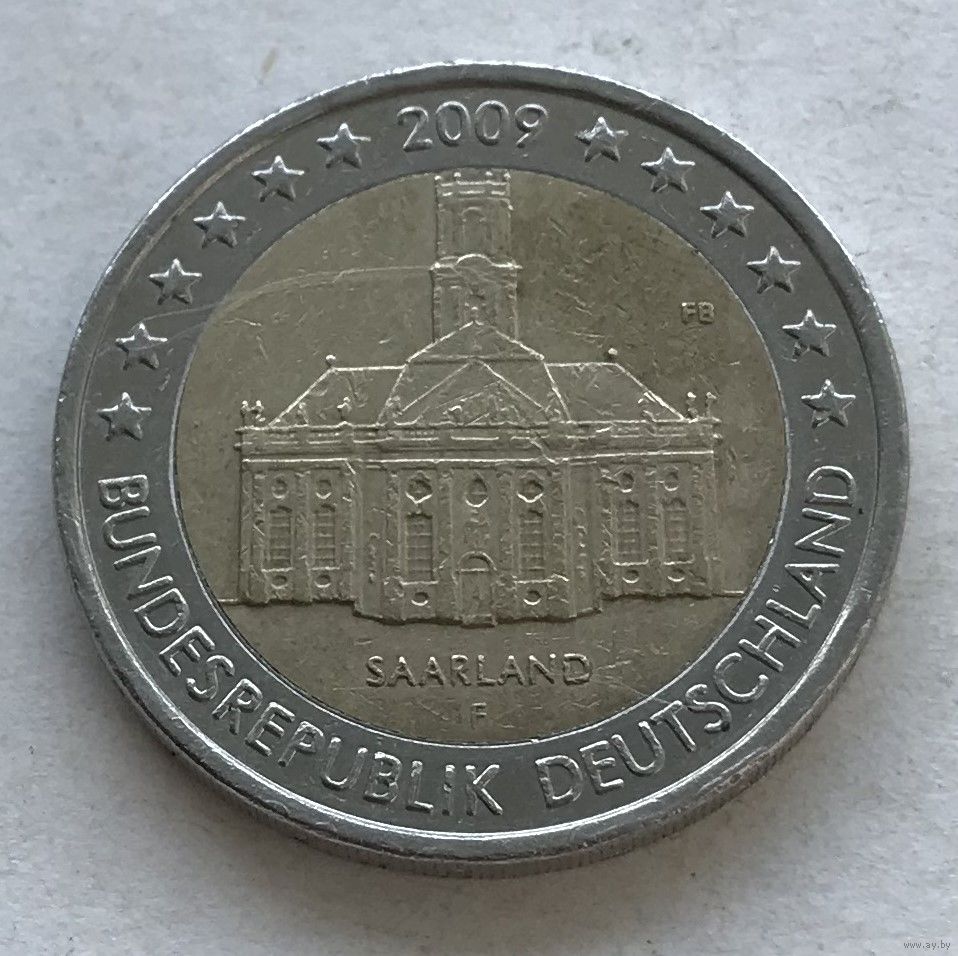 2009
FB
SAARLAND
F
BUNDESREPUBLIK DEUTSCHLAND
www.ay.by